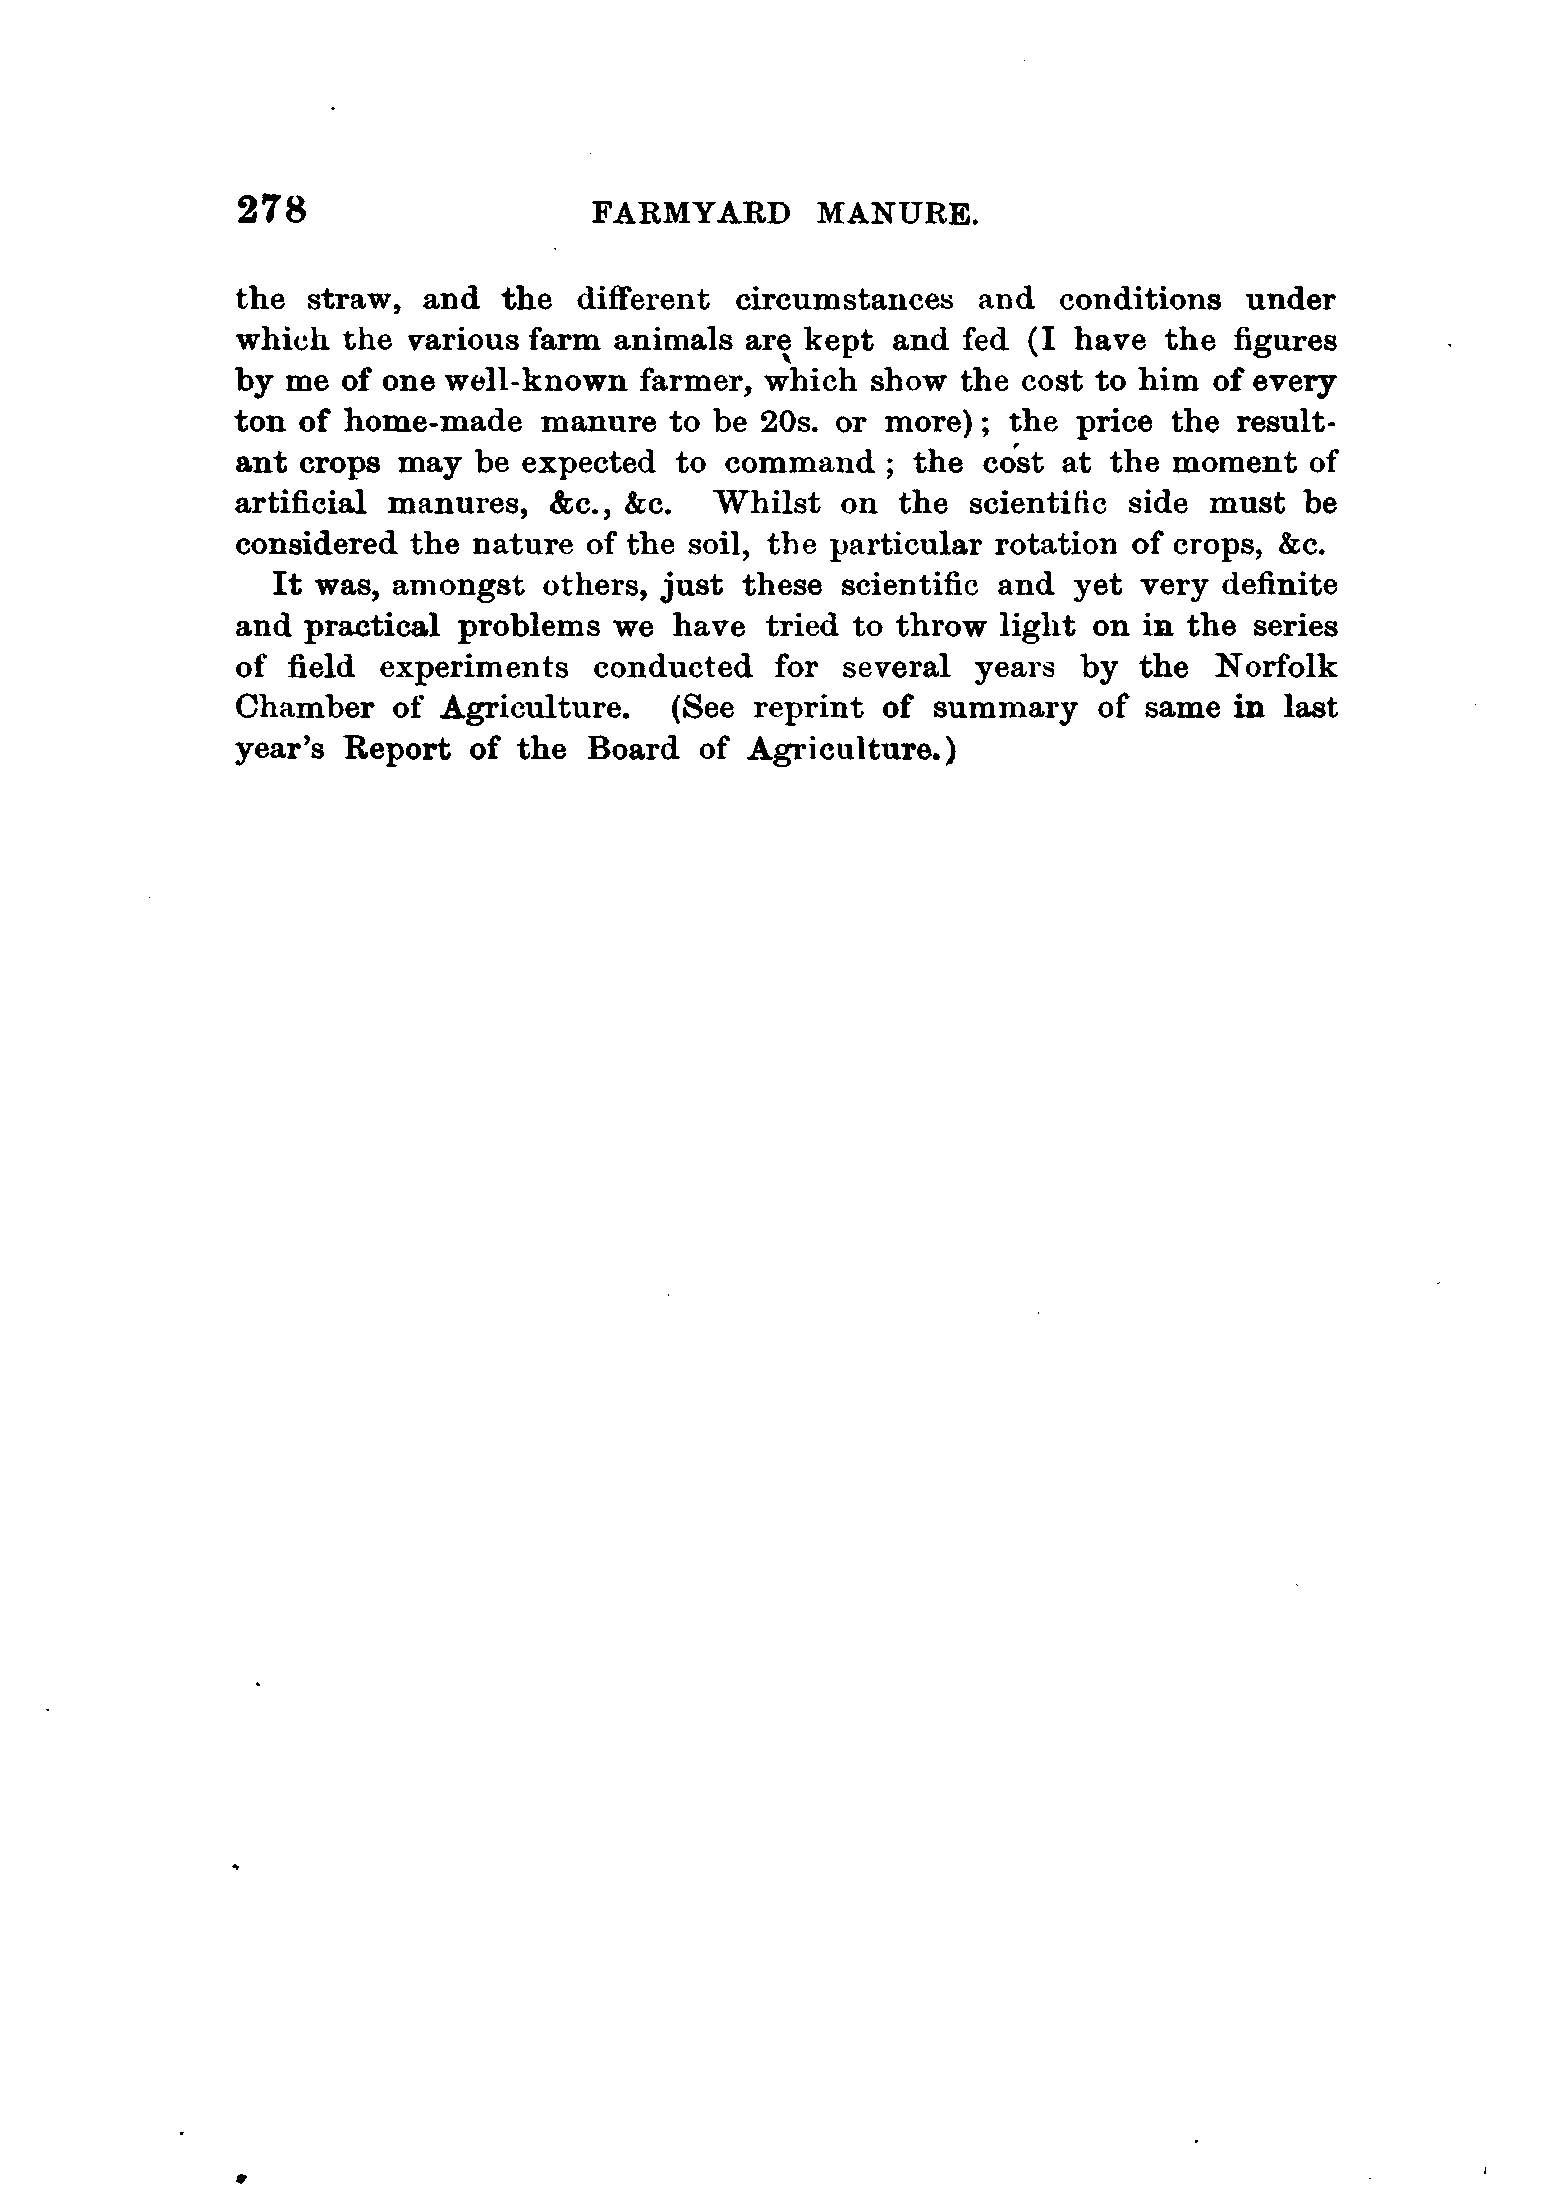 278 FARMYARD MANURE.
the straw, and the different circumstances and conditions under
which the various farm animals are kept and fed (I have the figures
by me of one well-known farmer, which show the cost to him of every
ton of home-made manure to be 20s. or more); the price the result-
ant crops may be expected to command; the cost at the moment of
artificial manures, &c., &c. Whilst on the scientific side must be
considered the nature of the soil, the particular rotation of crops, &c.
It was, amongst others, just these scientific and yet very definite
and practical problems we have tried to throw light on in the series
of field experiments conducted for several years by the Norfolk
Chamber of Agriculture. (See reprint of summary of same in last
year's Report of the Board of Agriculture.)